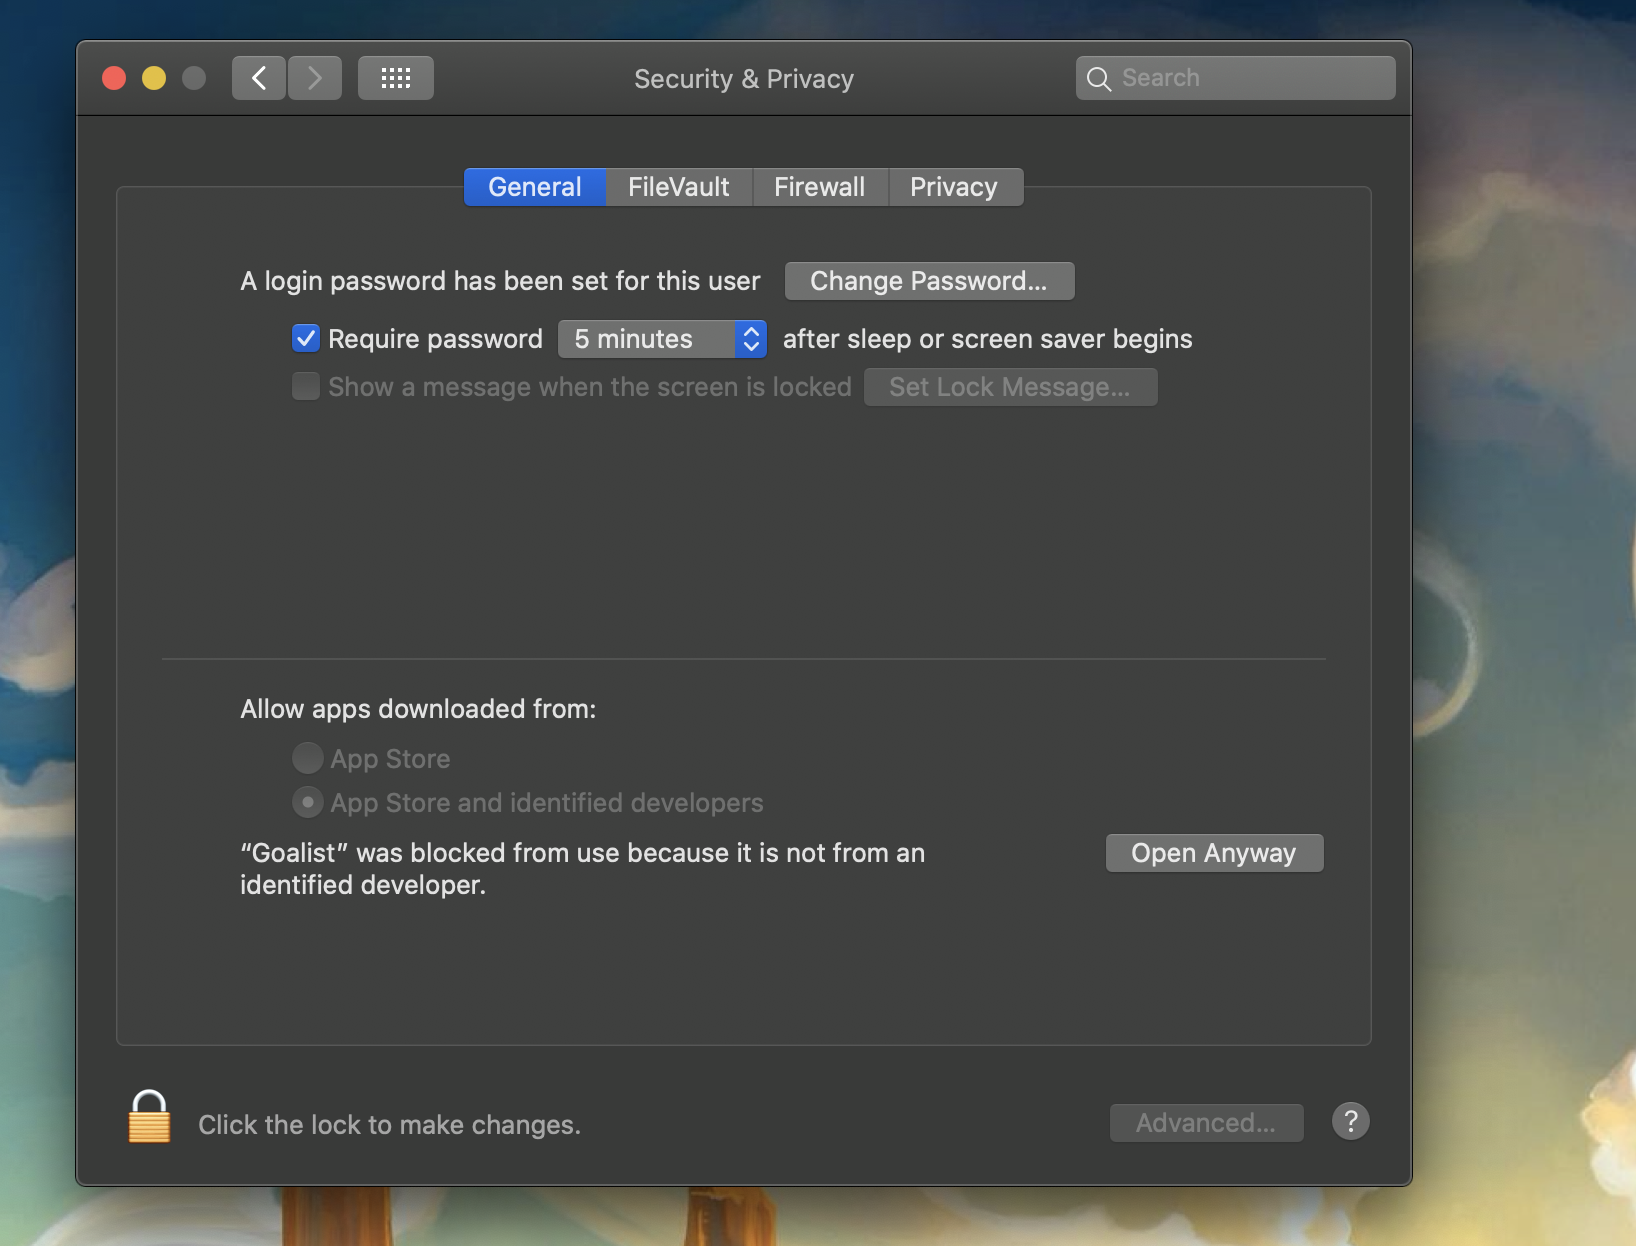 Security & Privacy
Search
General FileVault Firewall Privacy
A login password has been set for this user Change Password...
Require password 5 minutes after sleep or screen saver begins
Show a message when the screen is locked Set Lock Message...
Allow apps downloaded from:
App Store
App Store and identified developers
“Goalist” was blocked from use because it is not from an Open Anyway
identified developer.
Click the lock to make changes. Advanced... ?